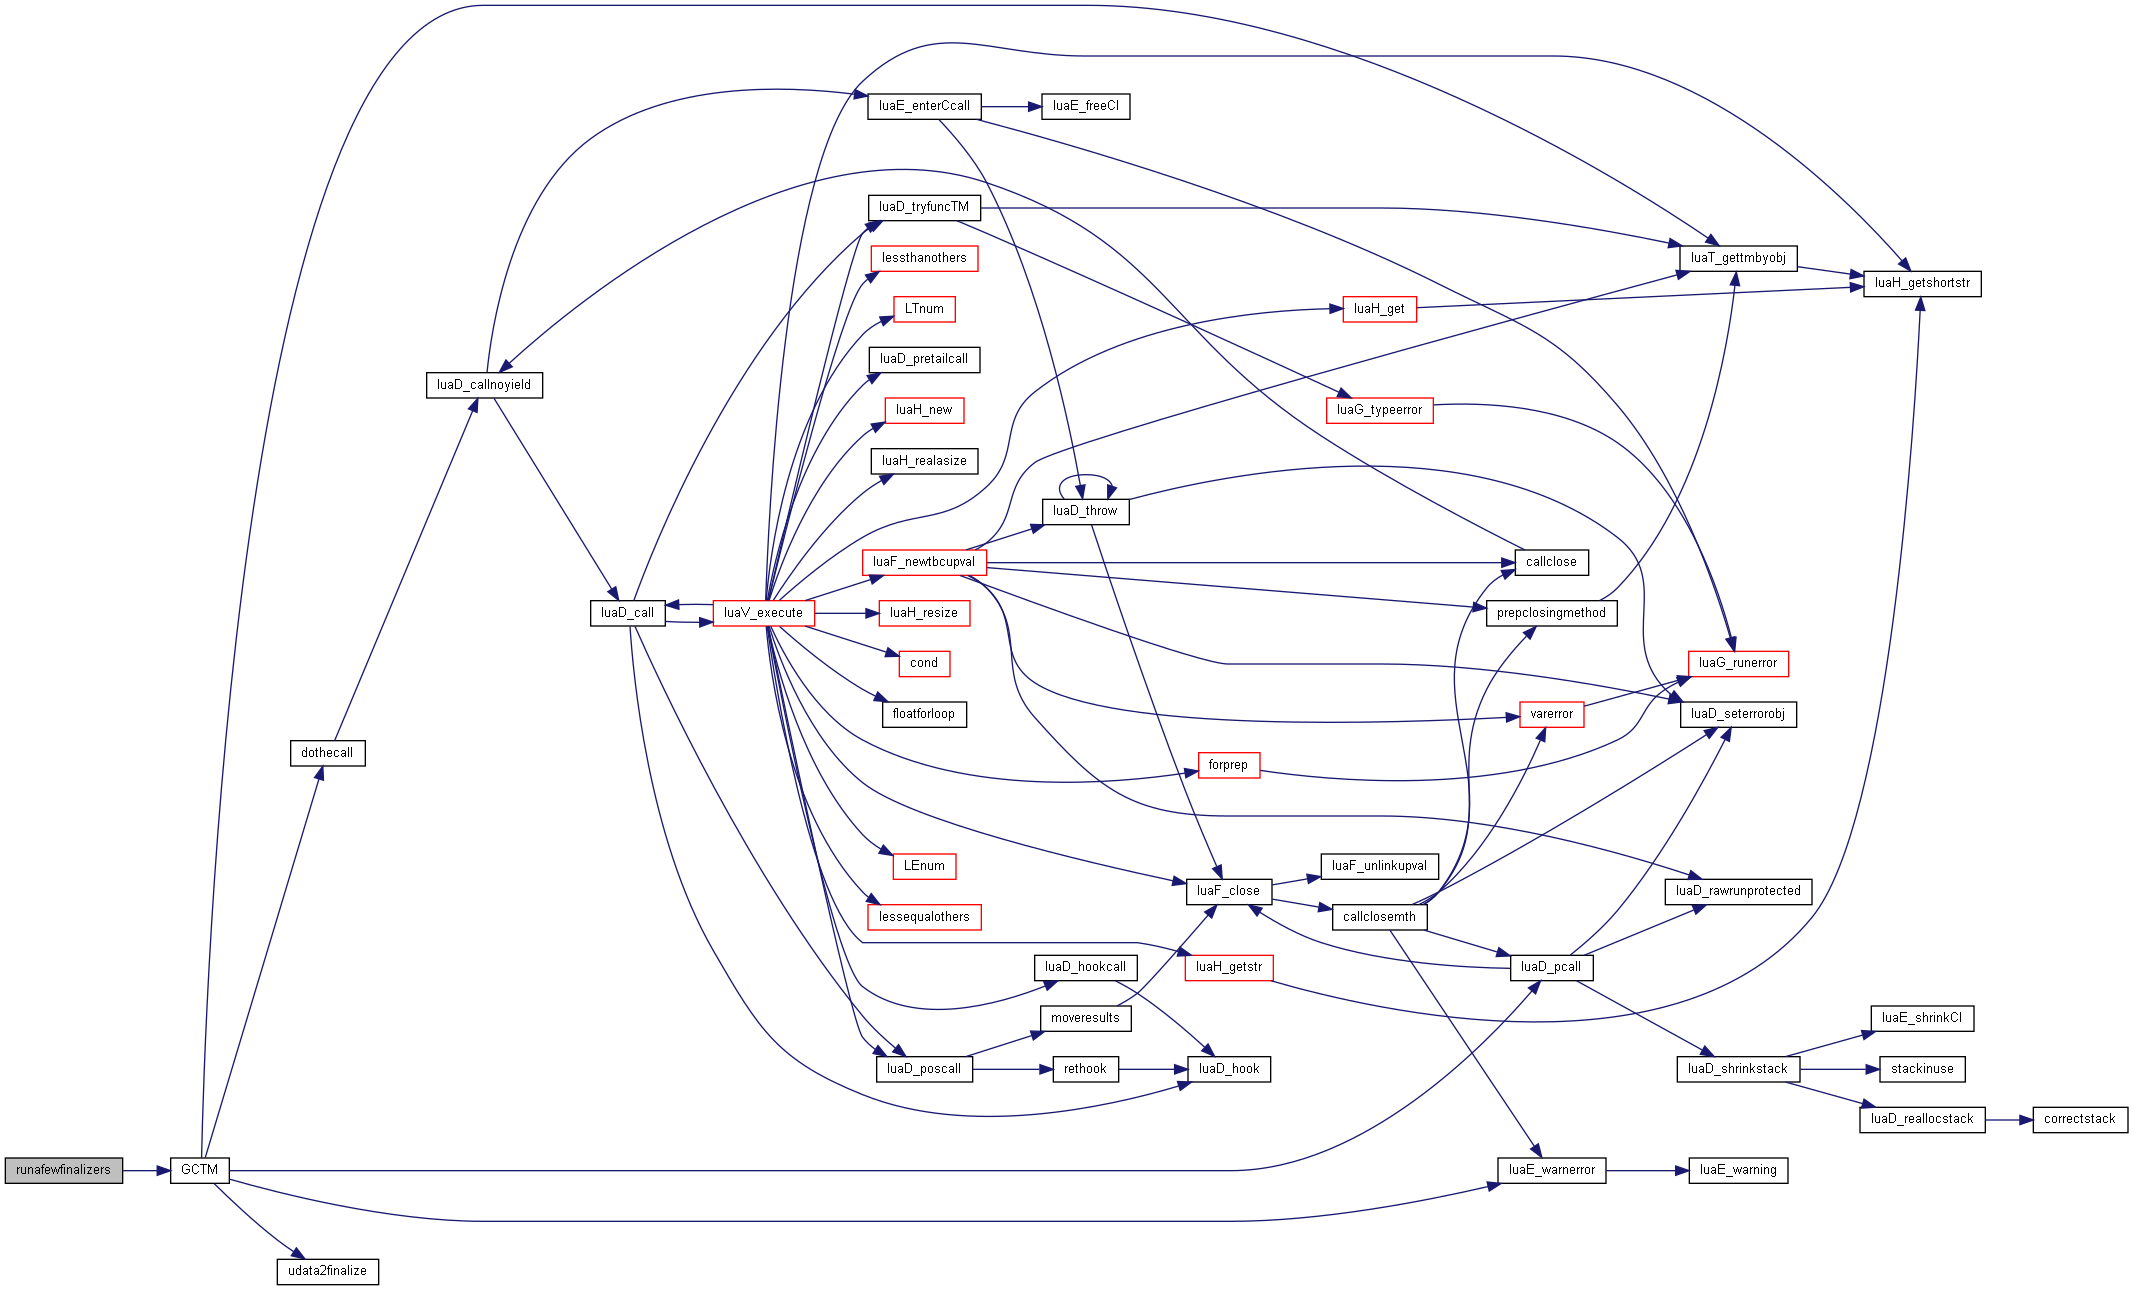 luaE_enterCcall
luaE_freeCI
luaD_tryfuncTM
lessthanothers
luaT_gettmbyobj
luaH_getshortstr
LTnum
luaH_get
luaD_pretailcall
luaD_callnoyield
luaH_new
luaG_typeerror
luaH_realasize
luaD_throw
luaF_newtbcupval
callclose
luaD_call
luaV_execute
luaH_resize
prepclosingmethod
cond
luaG_runerror
floatforloop
varerror
luaD_seterrorobj
dothecall
forprep
LEnum
luaF_unlinkupval
luaF_close
luaD_rawrunprotected
lessequalothers
callclosemth
luaD_hookcall
luaH_getstr
luaD_pcall
moveresults
luaE_shrinkCI
luaD_poscall
rethook
luaD_hook
luaD_shrinkstack
stackinuse
luaD_reallocstack
correctstack
runafewfinalizers
GCTM
luaE_warnerror
luaE_warning
udata2finalize